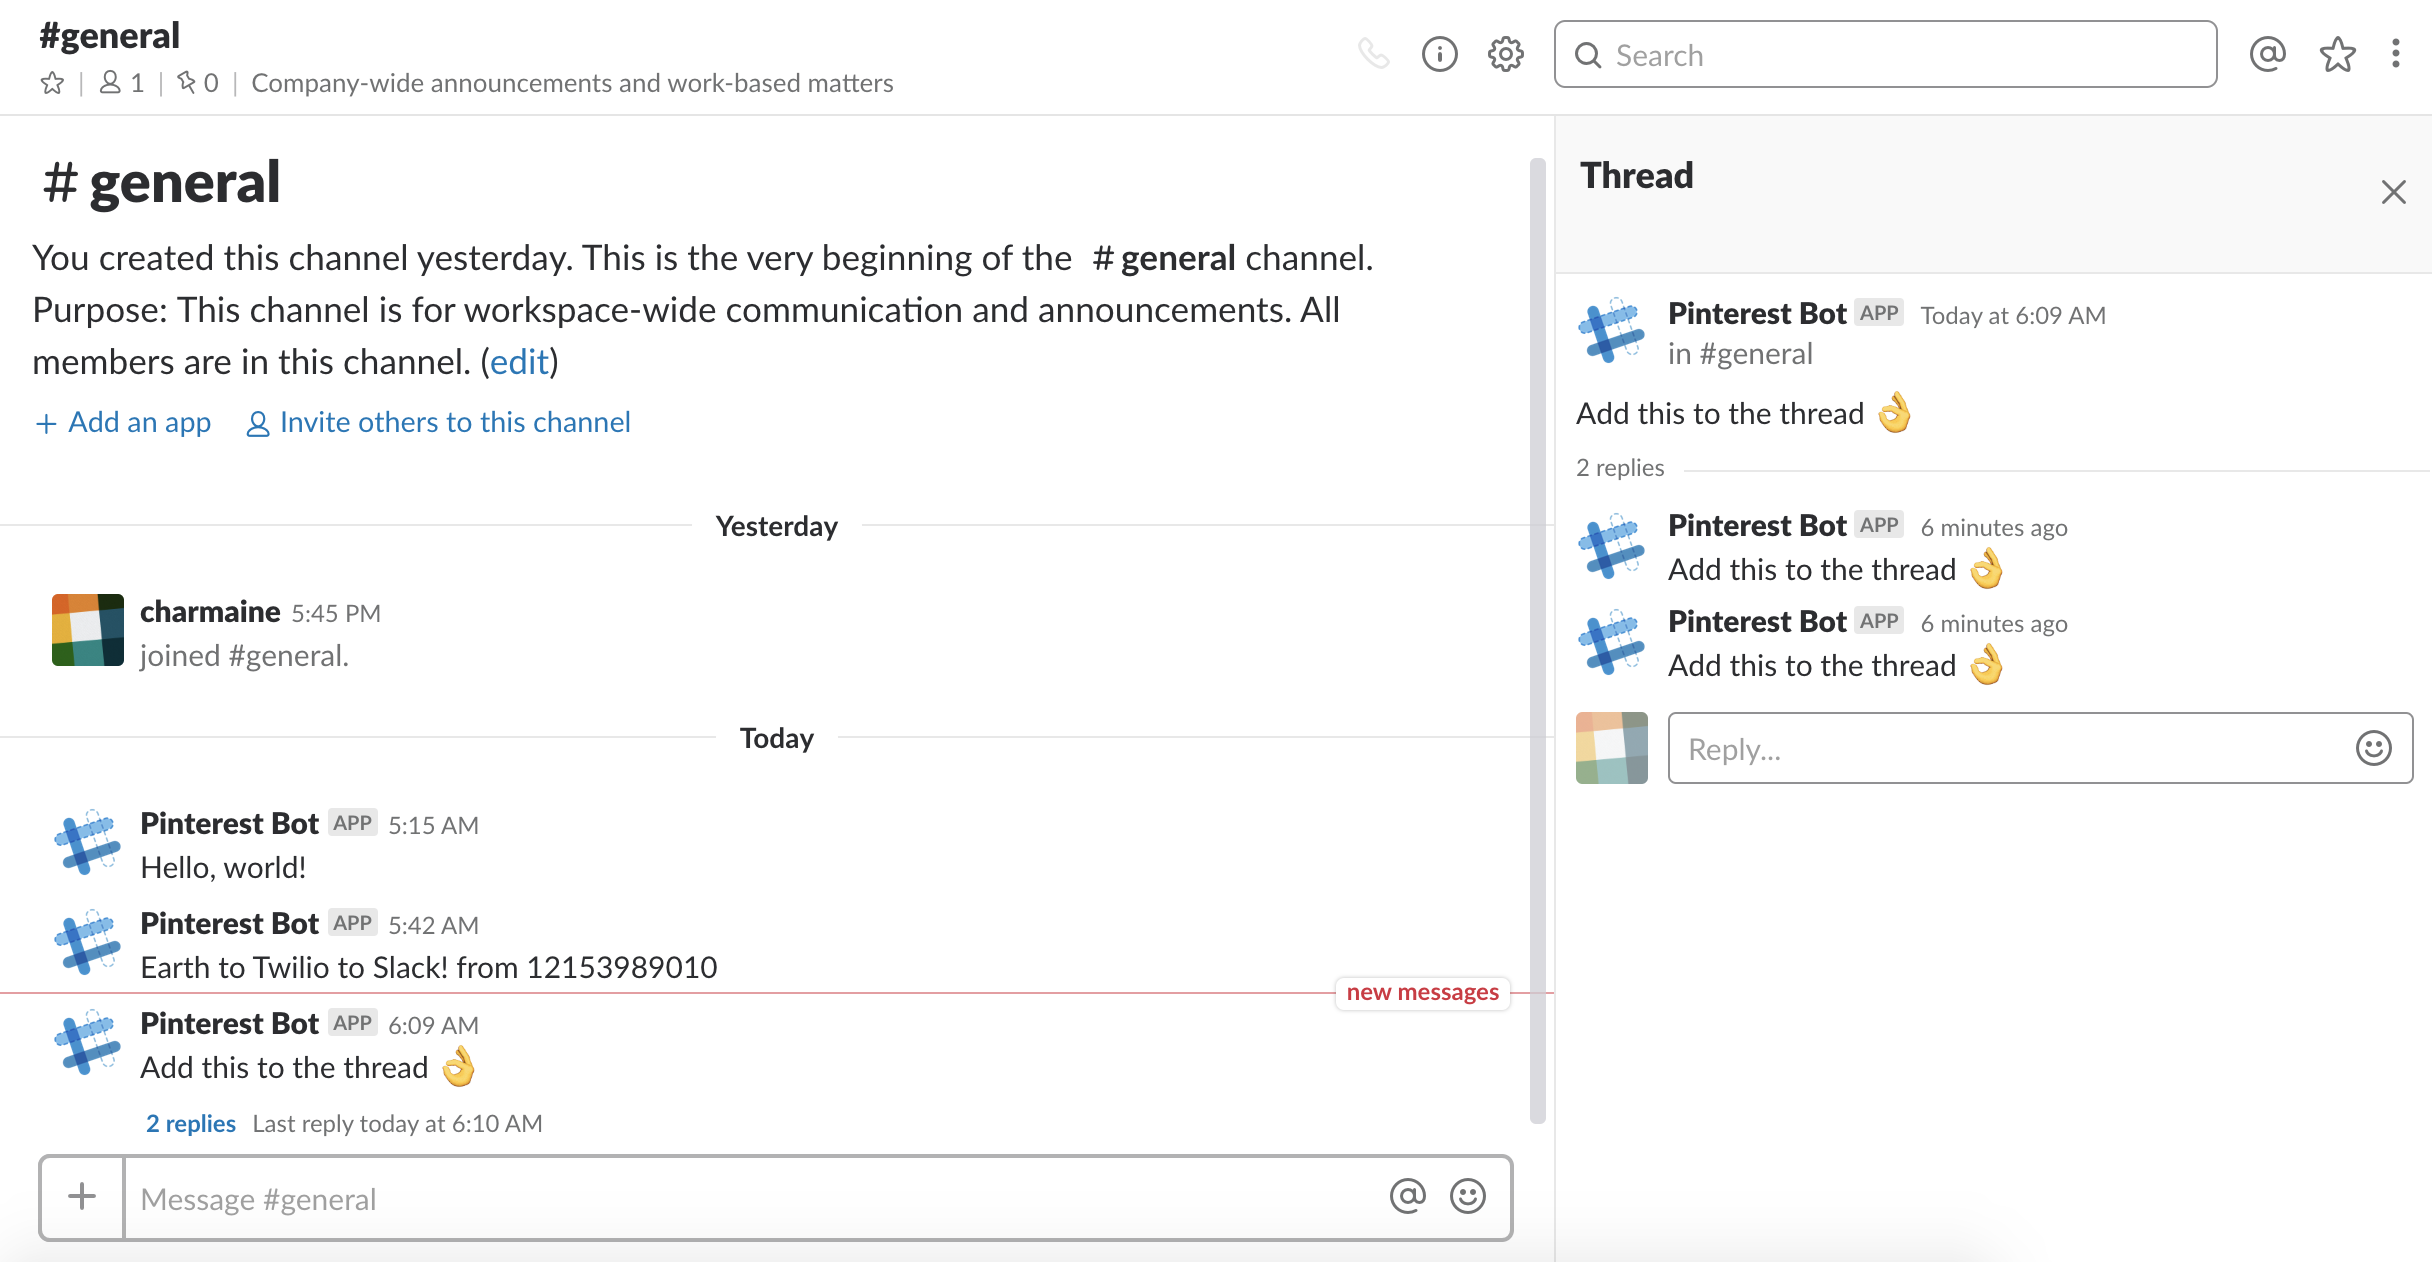 #general
1 | 0 | Company-wide announcements and work-based matters
Search
# general
You created this channel yesterday. This is the very beginning of the # general channel.
Purpose: This channel is for workspace-wide communication and announcements. All
members are in this channel. (edit)
+ Add an app Invite others to this channel
Yesterday
charmaine 5:45 PM
joined #general.
Today
Pinterest Bot APP 5:15 AM
Hello, world!
Pinterest Bot APP 5:42 AM
Earth to Twilio to Slack! from 12153989010
new messages
Pinterest Bot APP 6:09 AM
Add this to the thread 👌
2 replies Last reply today at 6:10 AM
Message #general
Thread
Pinterest Bot APP Today at 6:09 AM
in #general
Add this to the thread 👌
2 replies
Pinterest Bot APP 6 minutes ago
Add this to the thread 👌
Pinterest Bot APP 6 minutes ago
Add this to the thread 👌
Reply...